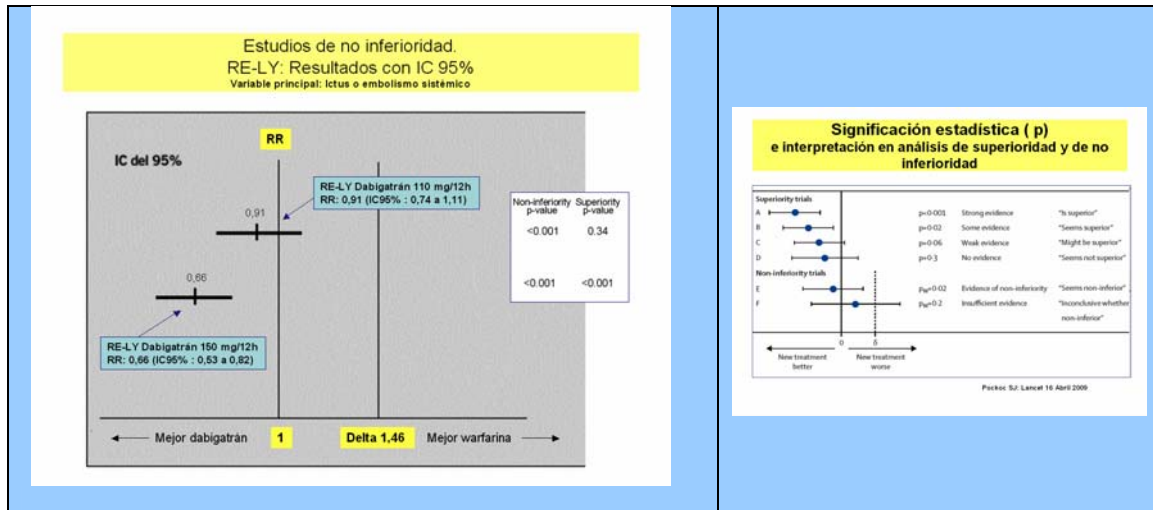 Estudios de no inferioridad.
RE-LY: Resultados con IC 95%
Variable principal: Ictus o embolismo sistémico
RR
IC del 95%
RE-LY Dabigatrán 110 mg/12h
RR: 0,91 (IC95% : 0,74 a 1,11)
0,91
Non-inferiority p-value
Superiority p-value
<0.001 0.34
<0.001 <0.001
0,66
RE-LY Dabigatrán 150 mg/12h
RR: 0,66 (IC95% : 0,53 a 0,82)
Mejor dabigatrán 1 Delta 1,46 Mejor warfarina
Significación estadística ( p)
e interpretación en análisis de superioridad y de no
inferioridad
Superiority trials
A p=0·001 Strong evidence "Is superior"
B p=0·02 Some evidence "Seems superior"
C p=0·06 Weak evidence "Might be superior"
D p=0·3 No evidence "Seems not superior"
Non-inferiority trials
E p=0·02 Evidence of non-inferiority "Seems non-inferior"
F p=0·2 Insufficient evidence "Inconclusive whether
non-inferior"
0 δ
New treatment
better
New treatment
worse
Pockoc SJ: Lancet 16 Abril 2009